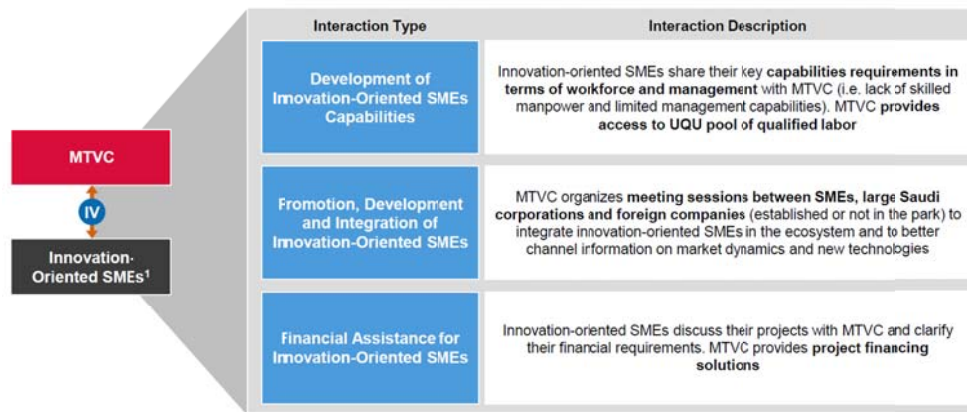 Interaction Type
Interaction Description
MTVC
IV
Innovation-
Oriented SMEs1
Development of
Innovation-Oriented SMEs
Capabilities
Innovation-oriented SMEs share their key capabilities requirements in
terms of workforce and management with MTVC (i.e. lack of skilled
manpower and limited management capabilities). MTVC provides
access to UQU pool of qualified labor
Promotion, Development
and Integration of
Innovation-Oriented SMEs
MTVC organizes meeting sessions between SMEs, large Saudi
corporations and foreign companies (established or not in the park) to
integrate innovation-oriented SMEs in the ecosystem and to better
channel information on market dynamics and new technologies
Financial Assistance for
Innovation-Oriented SMEs
Innovation-oriented SMEs discuss their projects with MTVC and clarify
their financial requirements. MTVC provides project financing
solutions